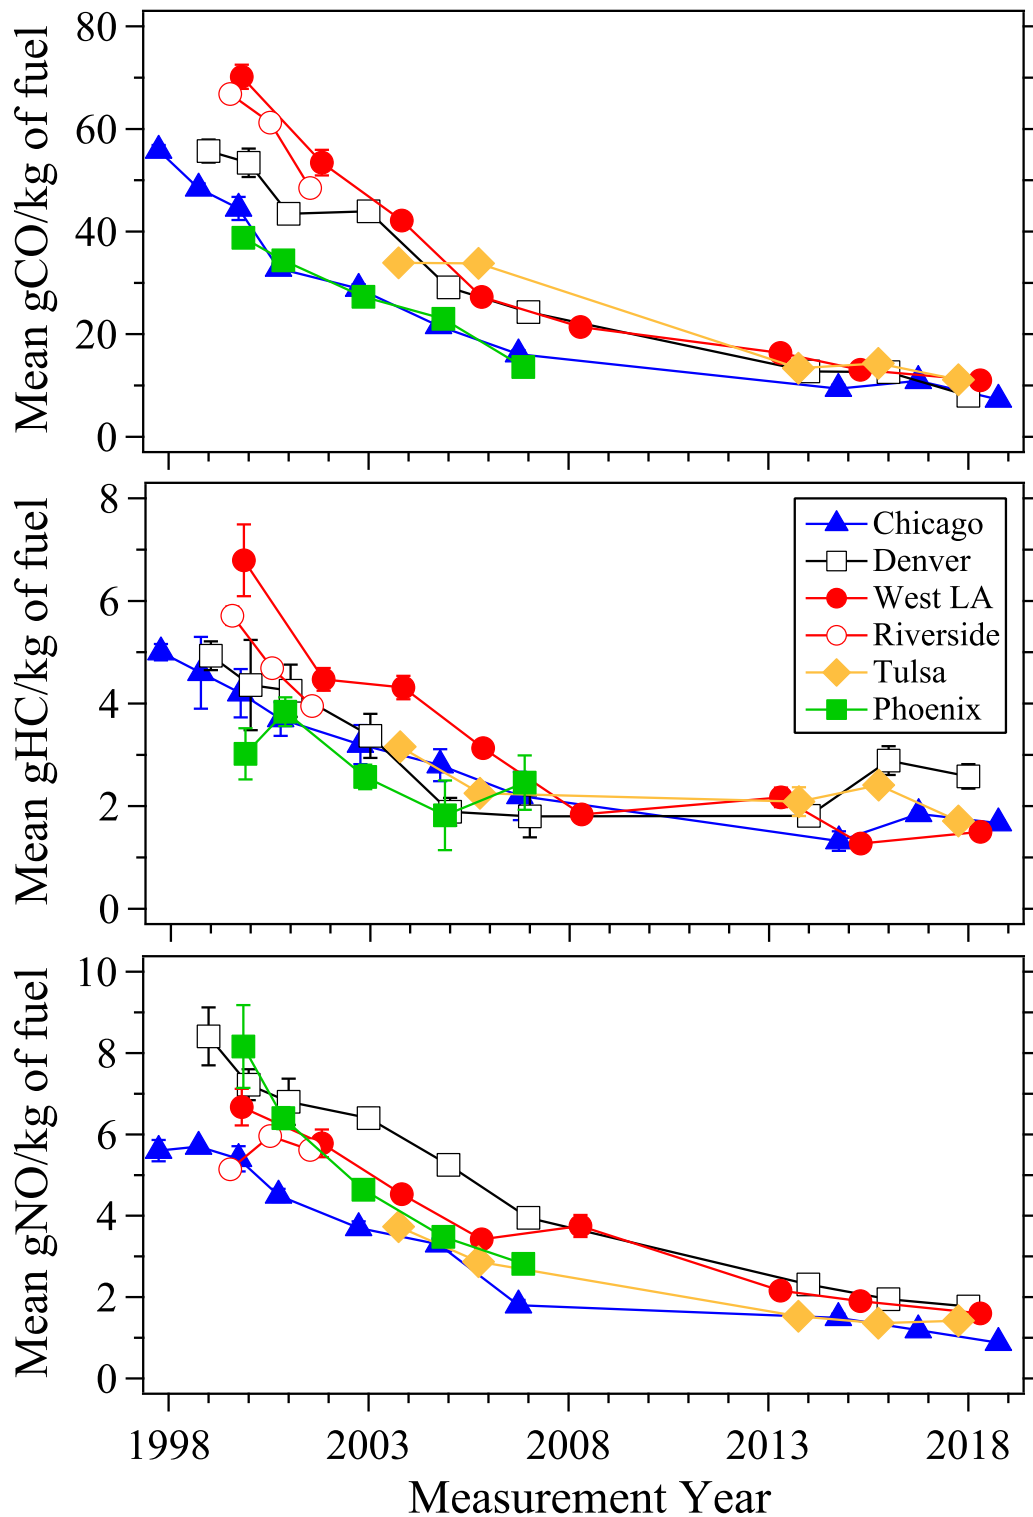 Mean gCO/kg of fuel
80
60
40
20
0
Mean gHC/kg of fuel
8
6
4
2
0
Chicago
Denver
West LA
Riverside
Tulsa
Phoenix
Mean gNO/kg of fuel
10
8
6
4
2
0
1998 2003 2008 2013 2018
Measurement Year